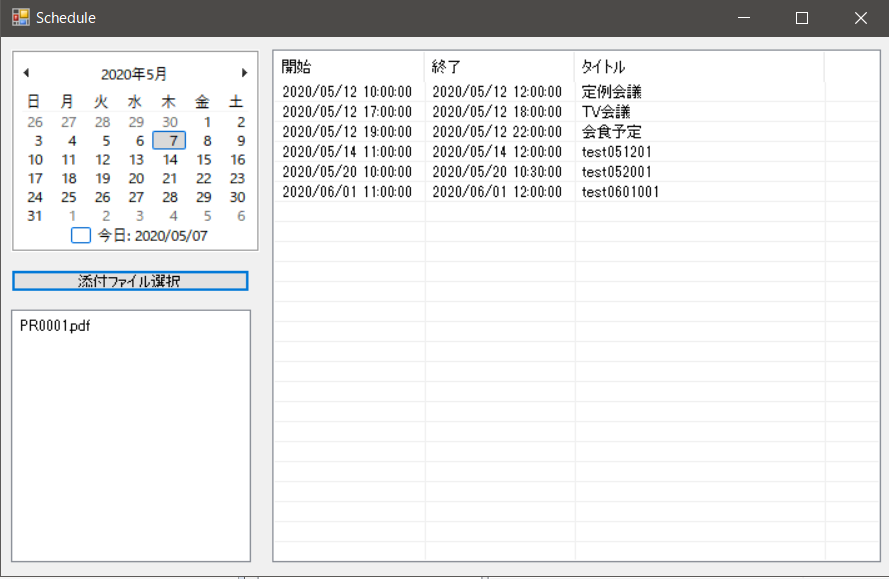 Schedule
2020年5月
日 月 火 水 木 金 土
26 27 28 29 30 1 2
3 4 5 6 7 8 9
10 11 12 13 14 15 16
17 18 19 20 21 22 23
24 25 26 27 28 29 30
31 1 2 3 4 5 6
今日: 2020/05/07
添付ファイル選択
PR0001.pdf
開始 終了 タイトル
2020/05/12 10:00:00 2020/05/12 12:00:00 定例会議
2020/05/12 17:00:00 2020/05/12 18:00:00 TV会議
2020/05/12 19:00:00 2020/05/12 22:00:00 会食予定
2020/05/14 11:00:00 2020/05/14 12:00:00 test051201
2020/05/20 10:00:00 2020/05/20 10:30:00 test052001
2020/06/01 11:00:00 2020/06/01 12:00:00 test0601001